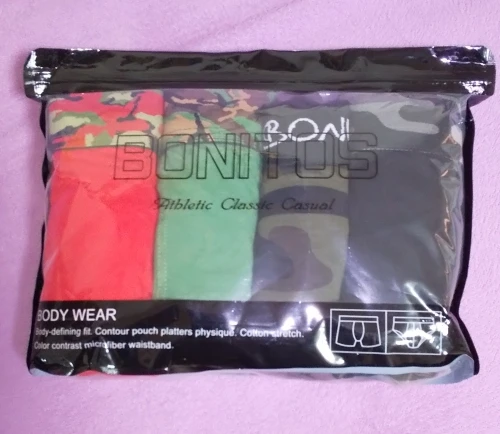 BONI
BONITOS
Athletic Classic Casual
BODY WEAR
Body-defining fit. Contour pouch platters physique. Cotton stretch.
Color contrast microfiber waistband.